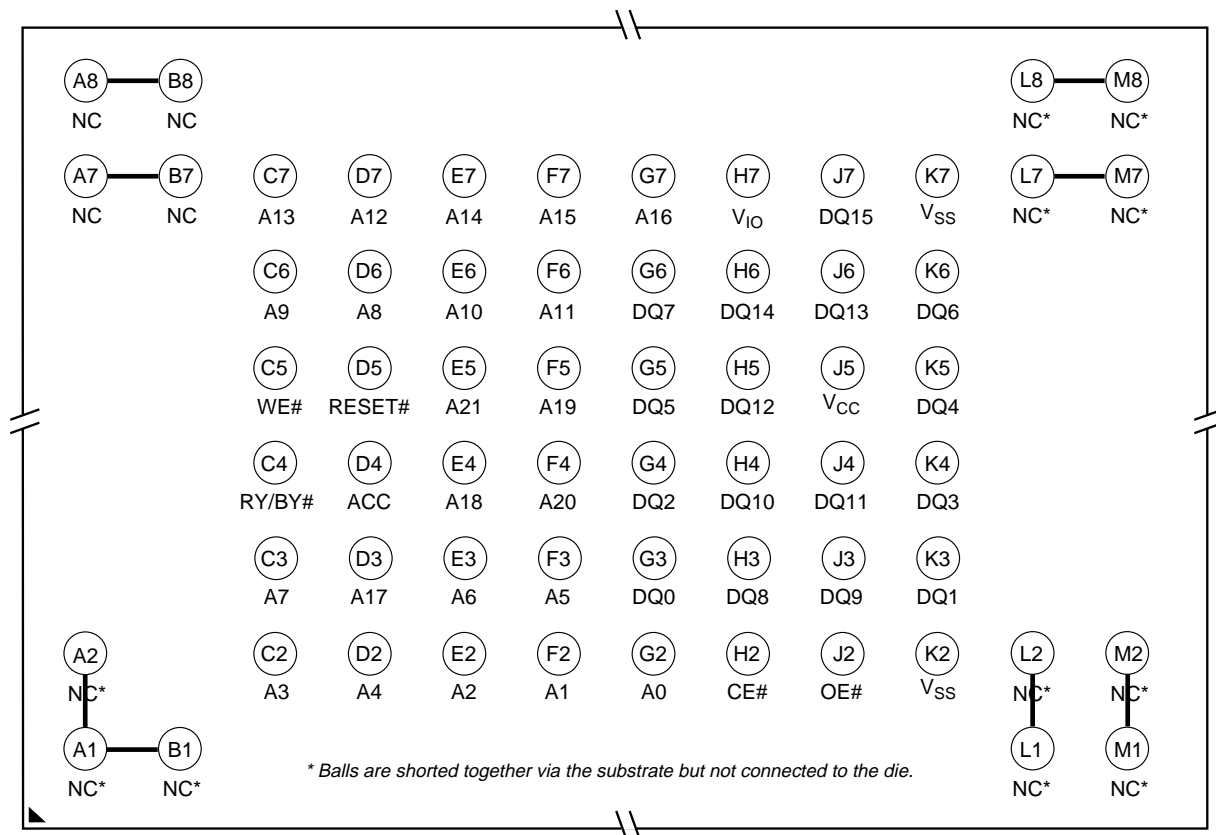 A8 B8 L8 M8
NC NC NC* NC*
A7 B7 C7 D7 E7 F7 G7 H7 J7 K7 L7 M7
NC NC A13 A12 A14 A15 A16 VIO DQ15 VSS NC* NC*
C6 D6 E6 F6 G6 H6 J6 K6
A9 A8 A10 A11 DQ7 DQ14 DQ13 DQ6
C5 D5 E5 F5 G5 H5 J5 K5
WE# RESET# A21 A19 DQ5 DQ12 VCC DQ4
C4 D4 E4 F4 G4 H4 J4 K4
RY/BY# ACC A18 A20 DQ2 DQ10 DQ11 DQ3
C3 D3 E3 F3 G3 H3 J3 K3
A7 A17 A6 A5 DQ0 DQ8 DQ9 DQ1
A2 C2 D2 E2 F2 G2 H2 J2 K2 L2 M2
NC* A3 A4 A2 A1 A0 CE# OE# VSS NC* NC*
A1 B1 L1 M1
* Balls are shorted together via the substrate but not connected to the die.
NC* NC* NC* NC*